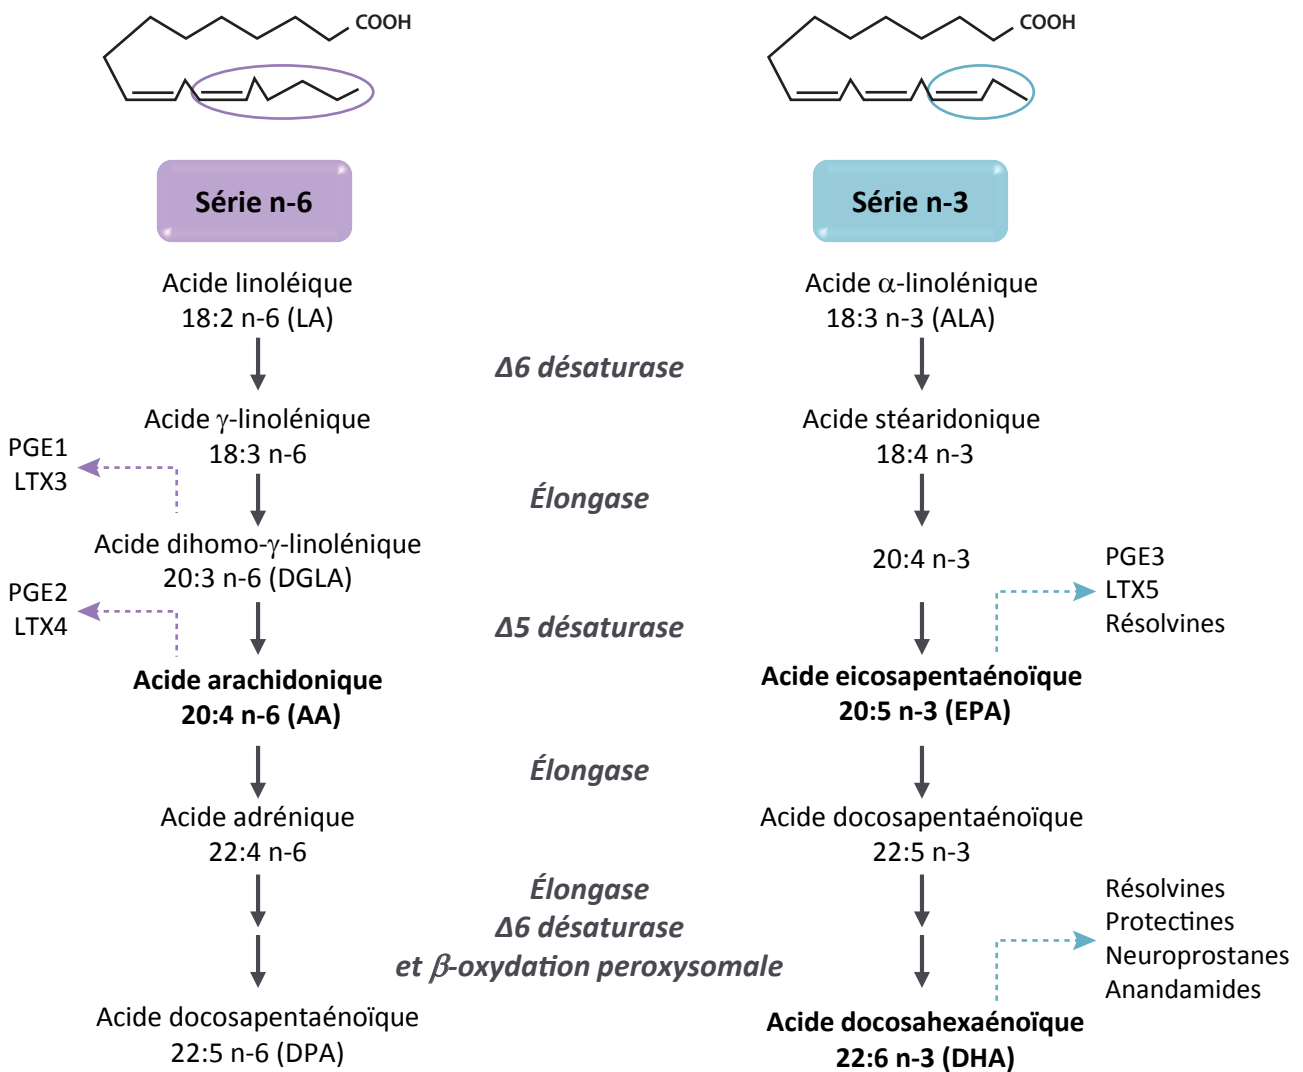 COOH
COOH
Série n-6
Série n-3
Acide linoléique
18:2 n-6 (LA)
Acide α-linolénique
18:3 n-3 (ALA)
Δ6 désaturase
Acide γ-linolénique
18:3 n-6
Acide stéaridonique
18:4 n-3
PGE1
LTX3
Élongase
Acide dihomo-γ-linolénique
20:3 n-6 (DGLA)
20:4 n-3
PGE2
LTX4
PGE3
LTX5
Résolvines
Δ5 désaturase
Acide arachidonique
20:4 n-6 (AA)
Acide eicosapentaénoïque
20:5 n-3 (EPA)
Élongase
Acide adrénique
22:4 n-6
Acide docosapentaénoïque
22:5 n-3
Élongase
Δ6 désaturase
et β-oxydation peroxysomale
Résolvines
Protectines
Neuroprostanes
Anandamides
Acide docosapentaénoïque
22:5 n-6 (DPA)
Acide docosahexaénoïque
22:6 n-3 (DHA)